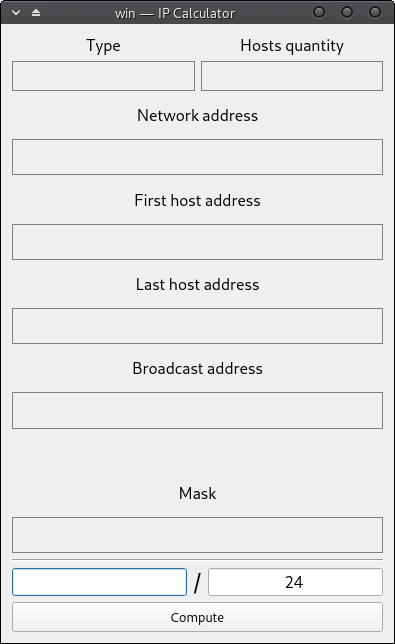 win — IP Calculator
Type Hosts quantity
Network address
First host address
Last host address
Broadcast address
Mask
/ 24
Compute